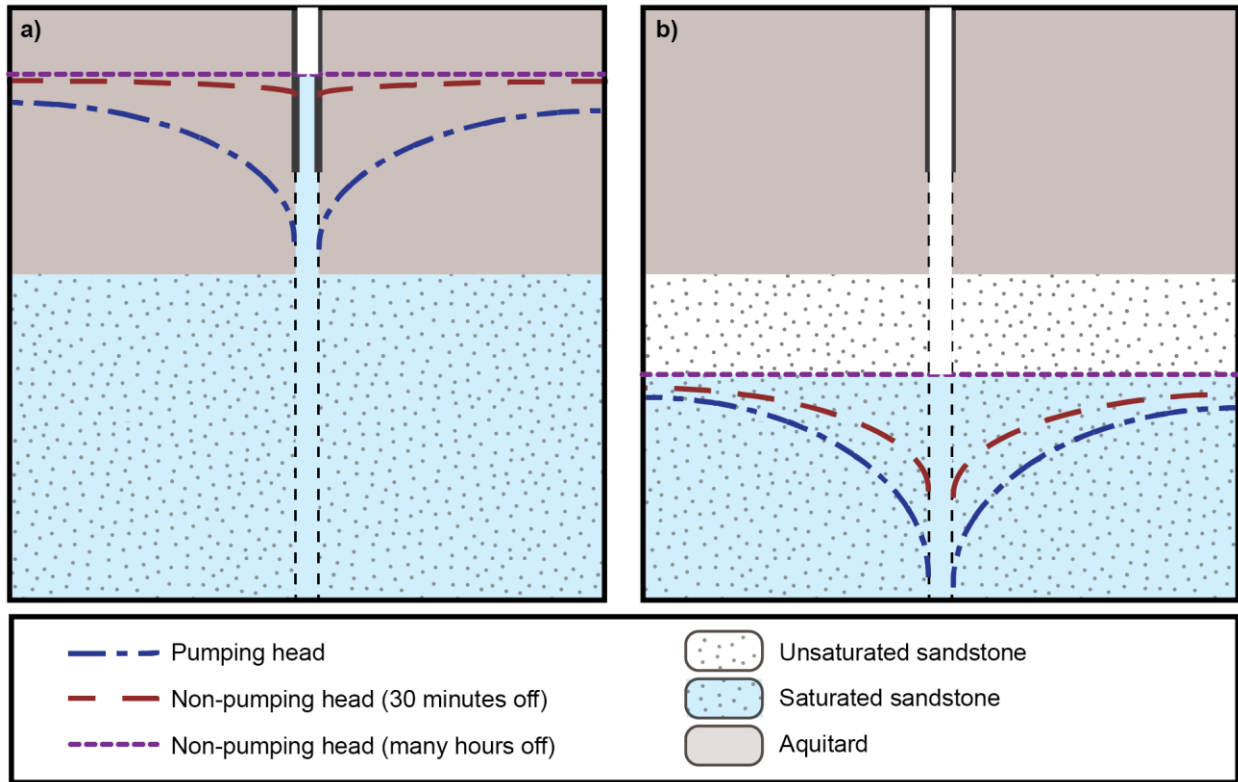 a)
b)
Pumping head
Non-pumping head (30 minutes off)
Non-pumping head (many hours off)
Unsaturated sandstone
Saturated sandstone
Aquitard